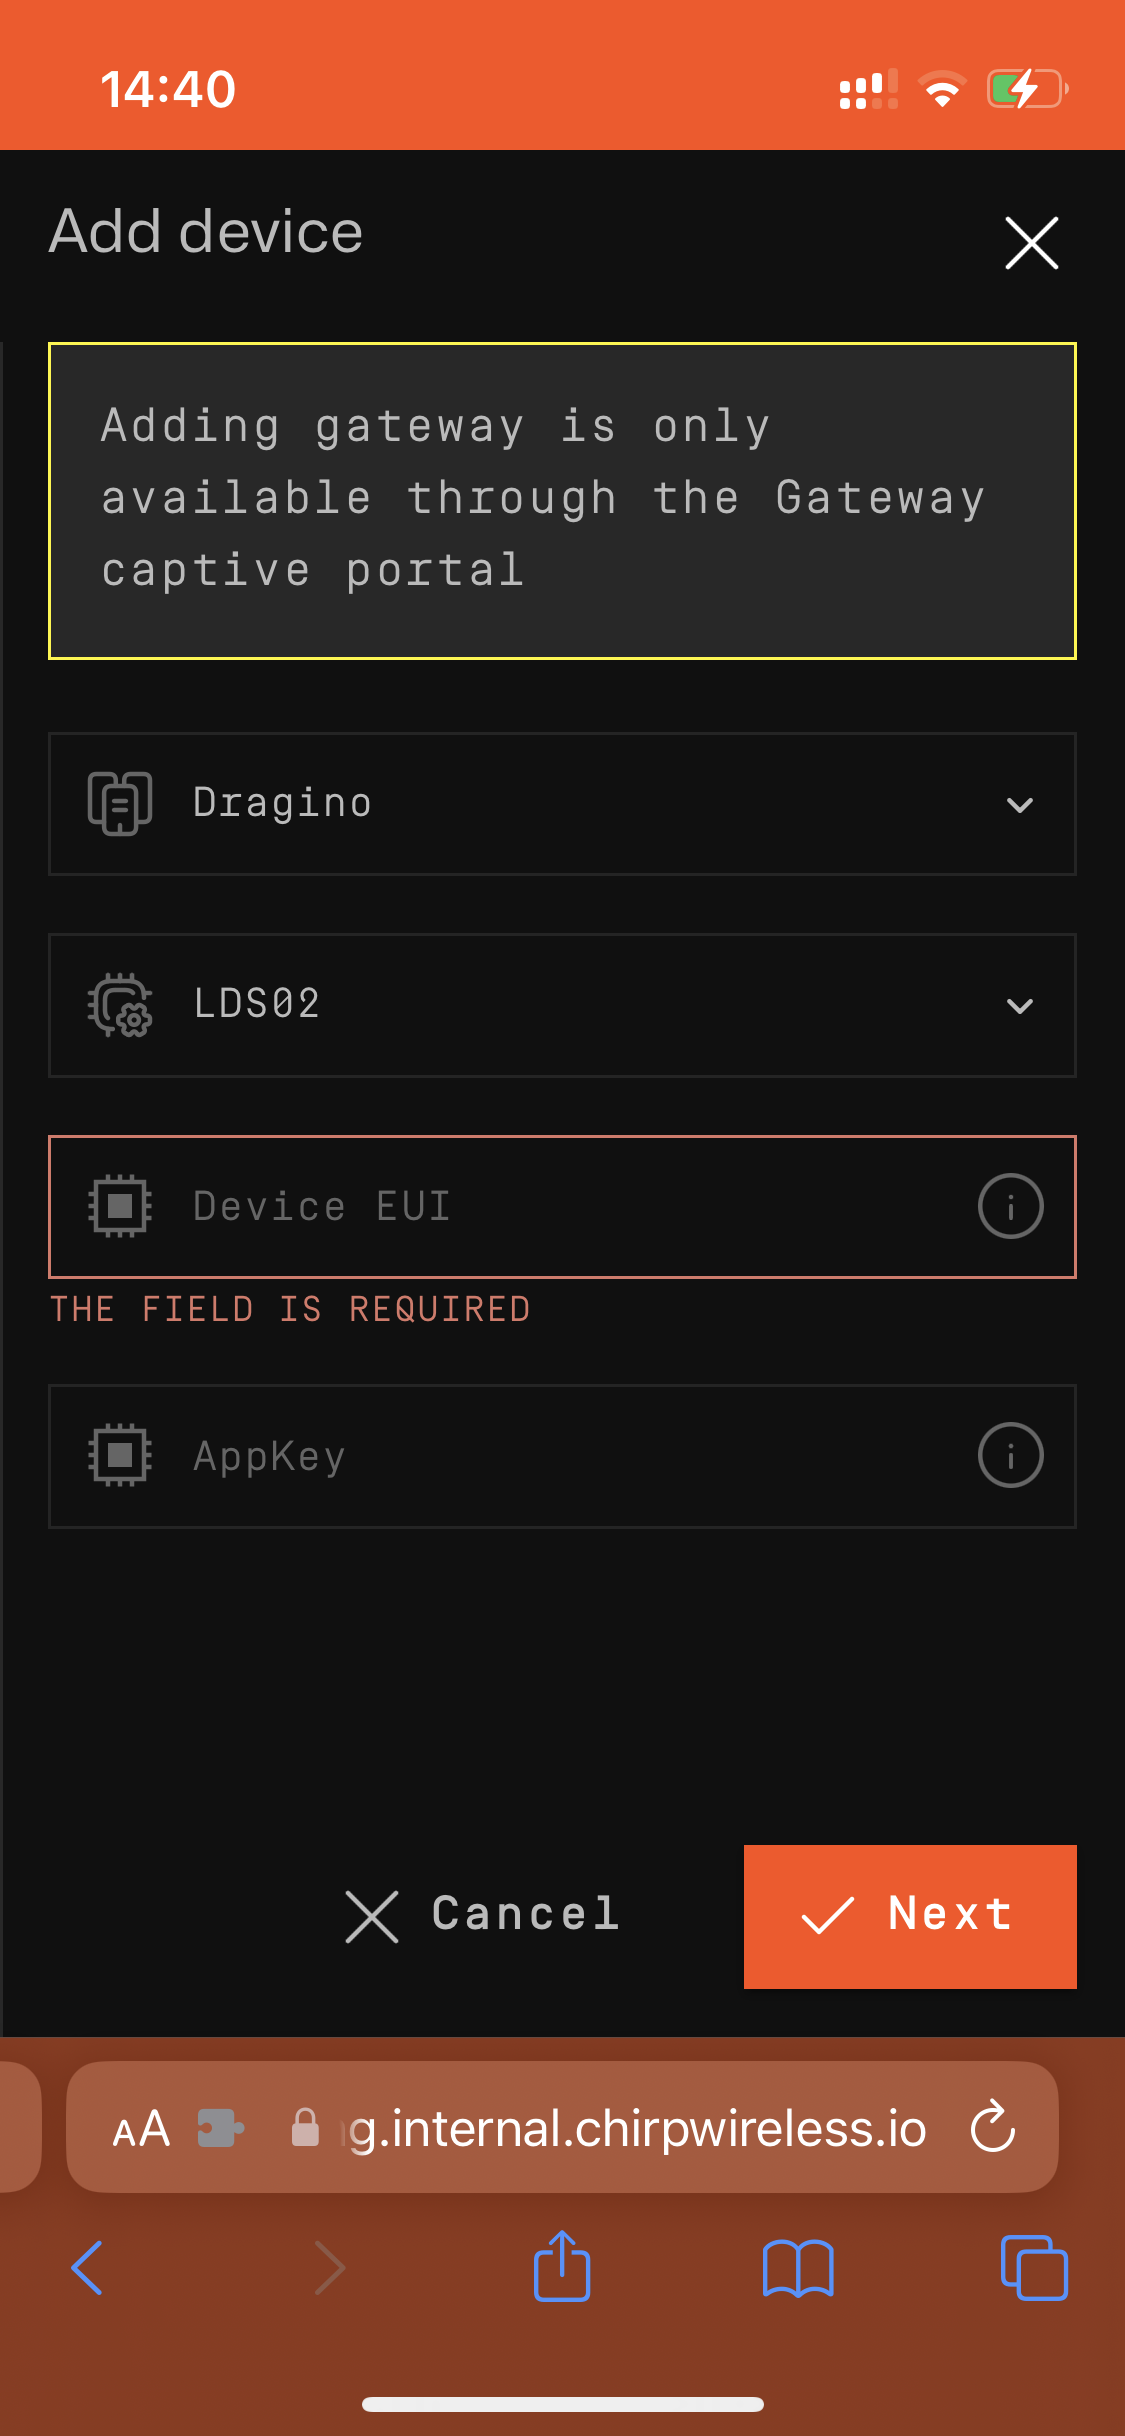 14:40
Add device
Adding gateway is only
available through the Gateway
captive portal
Dragino
LDS02
Device EUI
THE FIELD IS REQUIRED
AppKey
Cancel
Next
AA
g.internal.chirpwireless.io